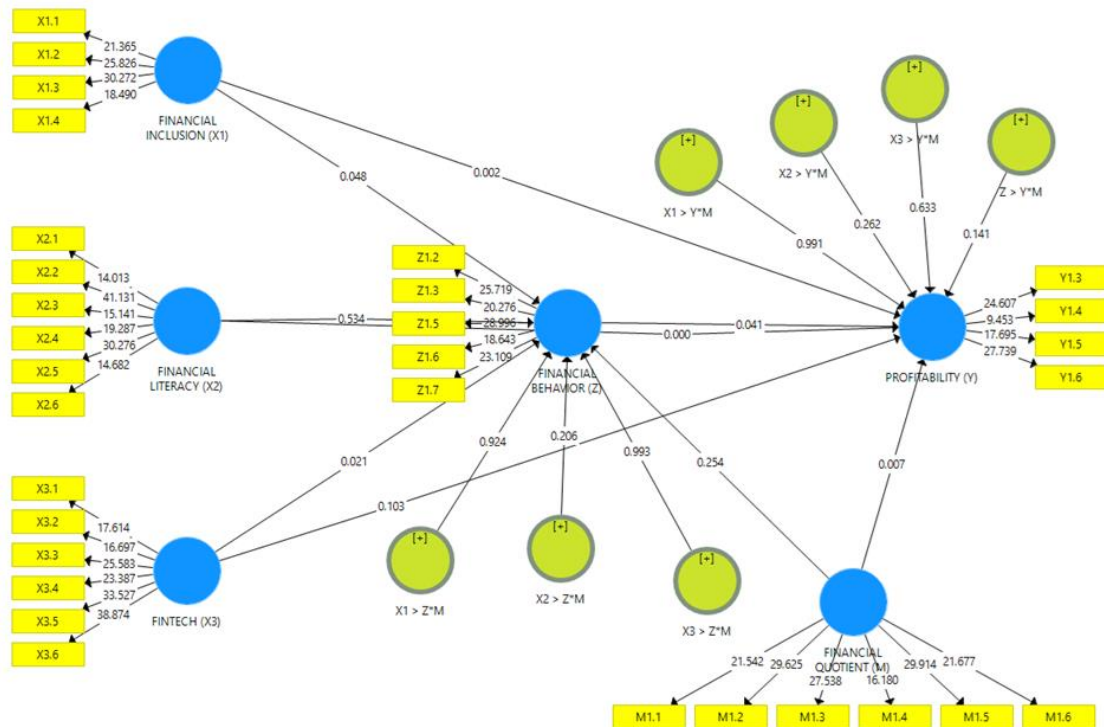 X1.1
X1.2
X1.3
X1.4
21.365
25.826
30.272
18.490
FINANCIAL
INCLUSION (X1)
[+]
X1 > Y*M
[+]
X2 > Y*M
[+]
X3 > Y*M
[+]
Z > Y*M
0.048
0.002
0.991
0.262
0.633
0.141
X2.1
X2.2
X2.3
X2.4
X2.5
X2.6
14.013
41.131
15.141
19.287
30.276
14.682
FINANCIAL
LITERACY (X2)
0.534
Z1.2
Z1.3
Z1.5
Z1.6
Z1.7
25.719
20.276
28.996
18.643
23.109
FINANCIAL
BEHAVIOR (Z)
0.041
0.000
PROFITABILITY (Y)
24.607
9.453
17.695
27.739
Y1.3
Y1.4
Y1.5
Y1.6
0.021
0.103
0.924
0.206
0.993
0.254
0.007
X3.1
X3.2
X3.3
X3.4
X3.5
X3.6
17.614
16.697
25.583
23.387
33.527
38.874
FINTECH (X3)
[+]
X1 > Z*M
[+]
X2 > Z*M
[+]
X3 > Z*M
FINANCIAL
QUOTIENT (M)
21.542
29.625
27.538
16.180
29.914
21.677
M1.1
M1.2
M1.3
M1.4
M1.5
M1.6